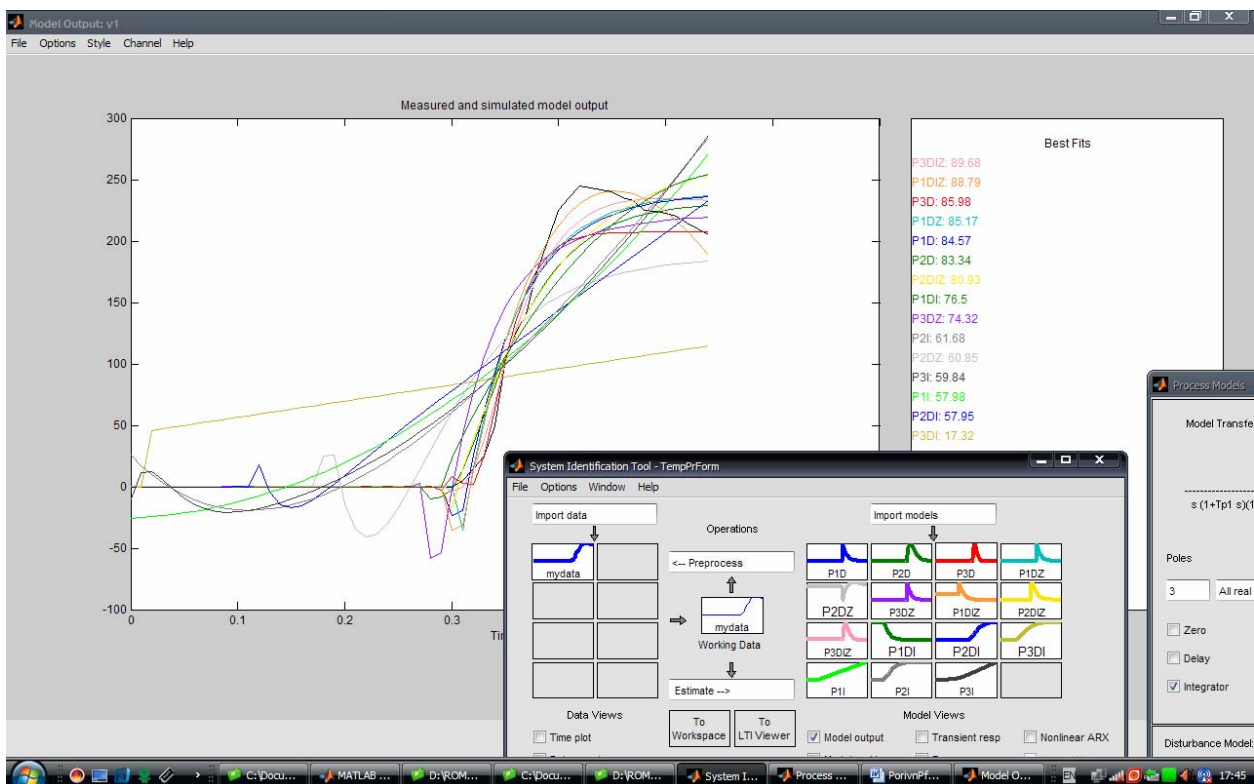 Model Output: v1
File Options Style Channel Help
Measured and simulated model output
300
250
200
150
100
50
0
-50
-100
0
0.1
0.2
0.3
Best Fits
P3DIZ: 89.68
P1DIZ: 88.79
P3D: 85.98
P1DZ: 85.17
P1D: 84.57
P2D: 83.34
P2DIZ: 80.93
P1DI: 76.5
P3DZ: 74.32
P2I: 61.68
P2DZ: 60.85
P3I: 59.84
P1I: 57.98
P2DI: 57.95
P3DI: 17.32
System Identification Tool - TempPrForm
File Options Window Help
Import data
Operations
Import models
mydata
<-- Preprocess
mydata
Working Data
Estimate -->
P1D P2D P3D P1DZ
P2DZ P3DZ P1DIZ P2DIZ
P3DIZ P1DI P2DI P3DI
P1I P2I P3I
Data Views
To Workspace
To LTI Viewer
Model Views
Time plot
Model output
Transient resp
Nonlinear ARX
Process Models
Model Transfe
s (1+Tp1 s)(1
Poles
3
All real
Zero
Delay
Integrator
Disturbance Model:
C:\Docu...
MATLAB
D:\ROM...
C:\Docu...
D:\ROM...
System I...
Process ...
PorivnPf...
Model O...
EN
17:45